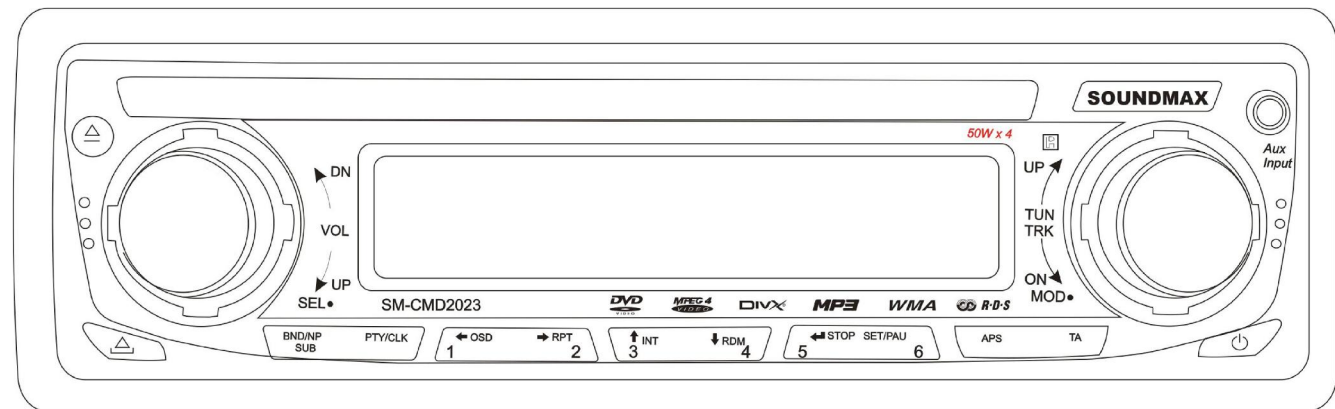 SOUNDMAX
50W x 4
Aux
Input
DN
VOL
UP
SEL•
UP
TUN
TRK
ON
MOD•
SM-CMD2023
DVD
VIDEO
MPEG 4
VIDEO
DIVX
MP3
WMA
R·D·S
BND/NP
SUB
PTY/CLK
← OSD
1
→ RPT
2
↑ INT
3
↓ RDM
4
↵ STOP
5
SET/PAU
6
APS
TA